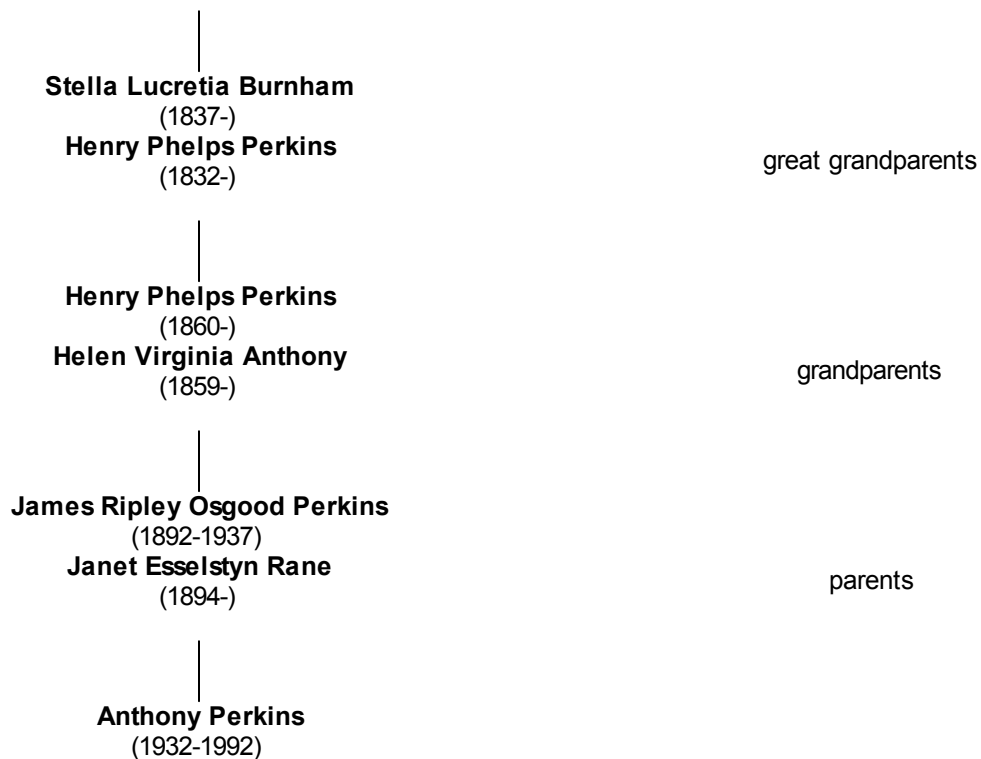 Stella Lucretia Burnham
(1837-)
Henry Phelps Perkins
(1832-)
great grandparents
Henry Phelps Perkins
(1860-)
Helen Virginia Anthony
(1859-)
grandparents
James Ripley Osgood Perkins
(1892-1937)
Janet Esselstyn Rane
(1894-)
parents
Anthony Perkins
(1932-1992)